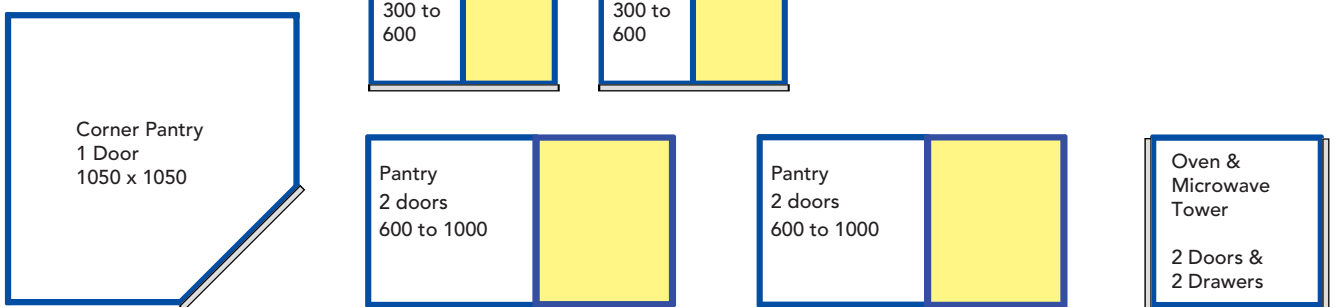 300 to
600
300 to
600
Corner Pantry
1 Door
1050 x 1050
Pantry
2 doors
600 to 1000
Pantry
2 doors
600 to 1000
Oven &
Microwave
Tower
2 Doors &
2 Drawers